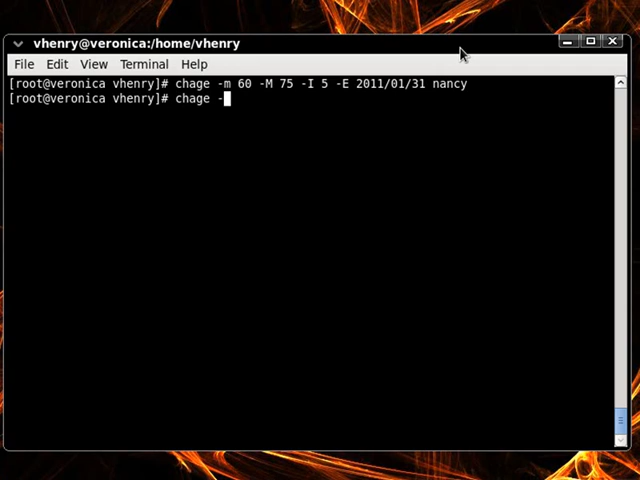 vhenry@veronica:/home/vhenry
File Edit View Terminal Help
[root@veronica vhenry]# chage -m 60 -M 75 -I 5 -E 2011/01/31 nancy
[root@veronica vhenry]# chage -